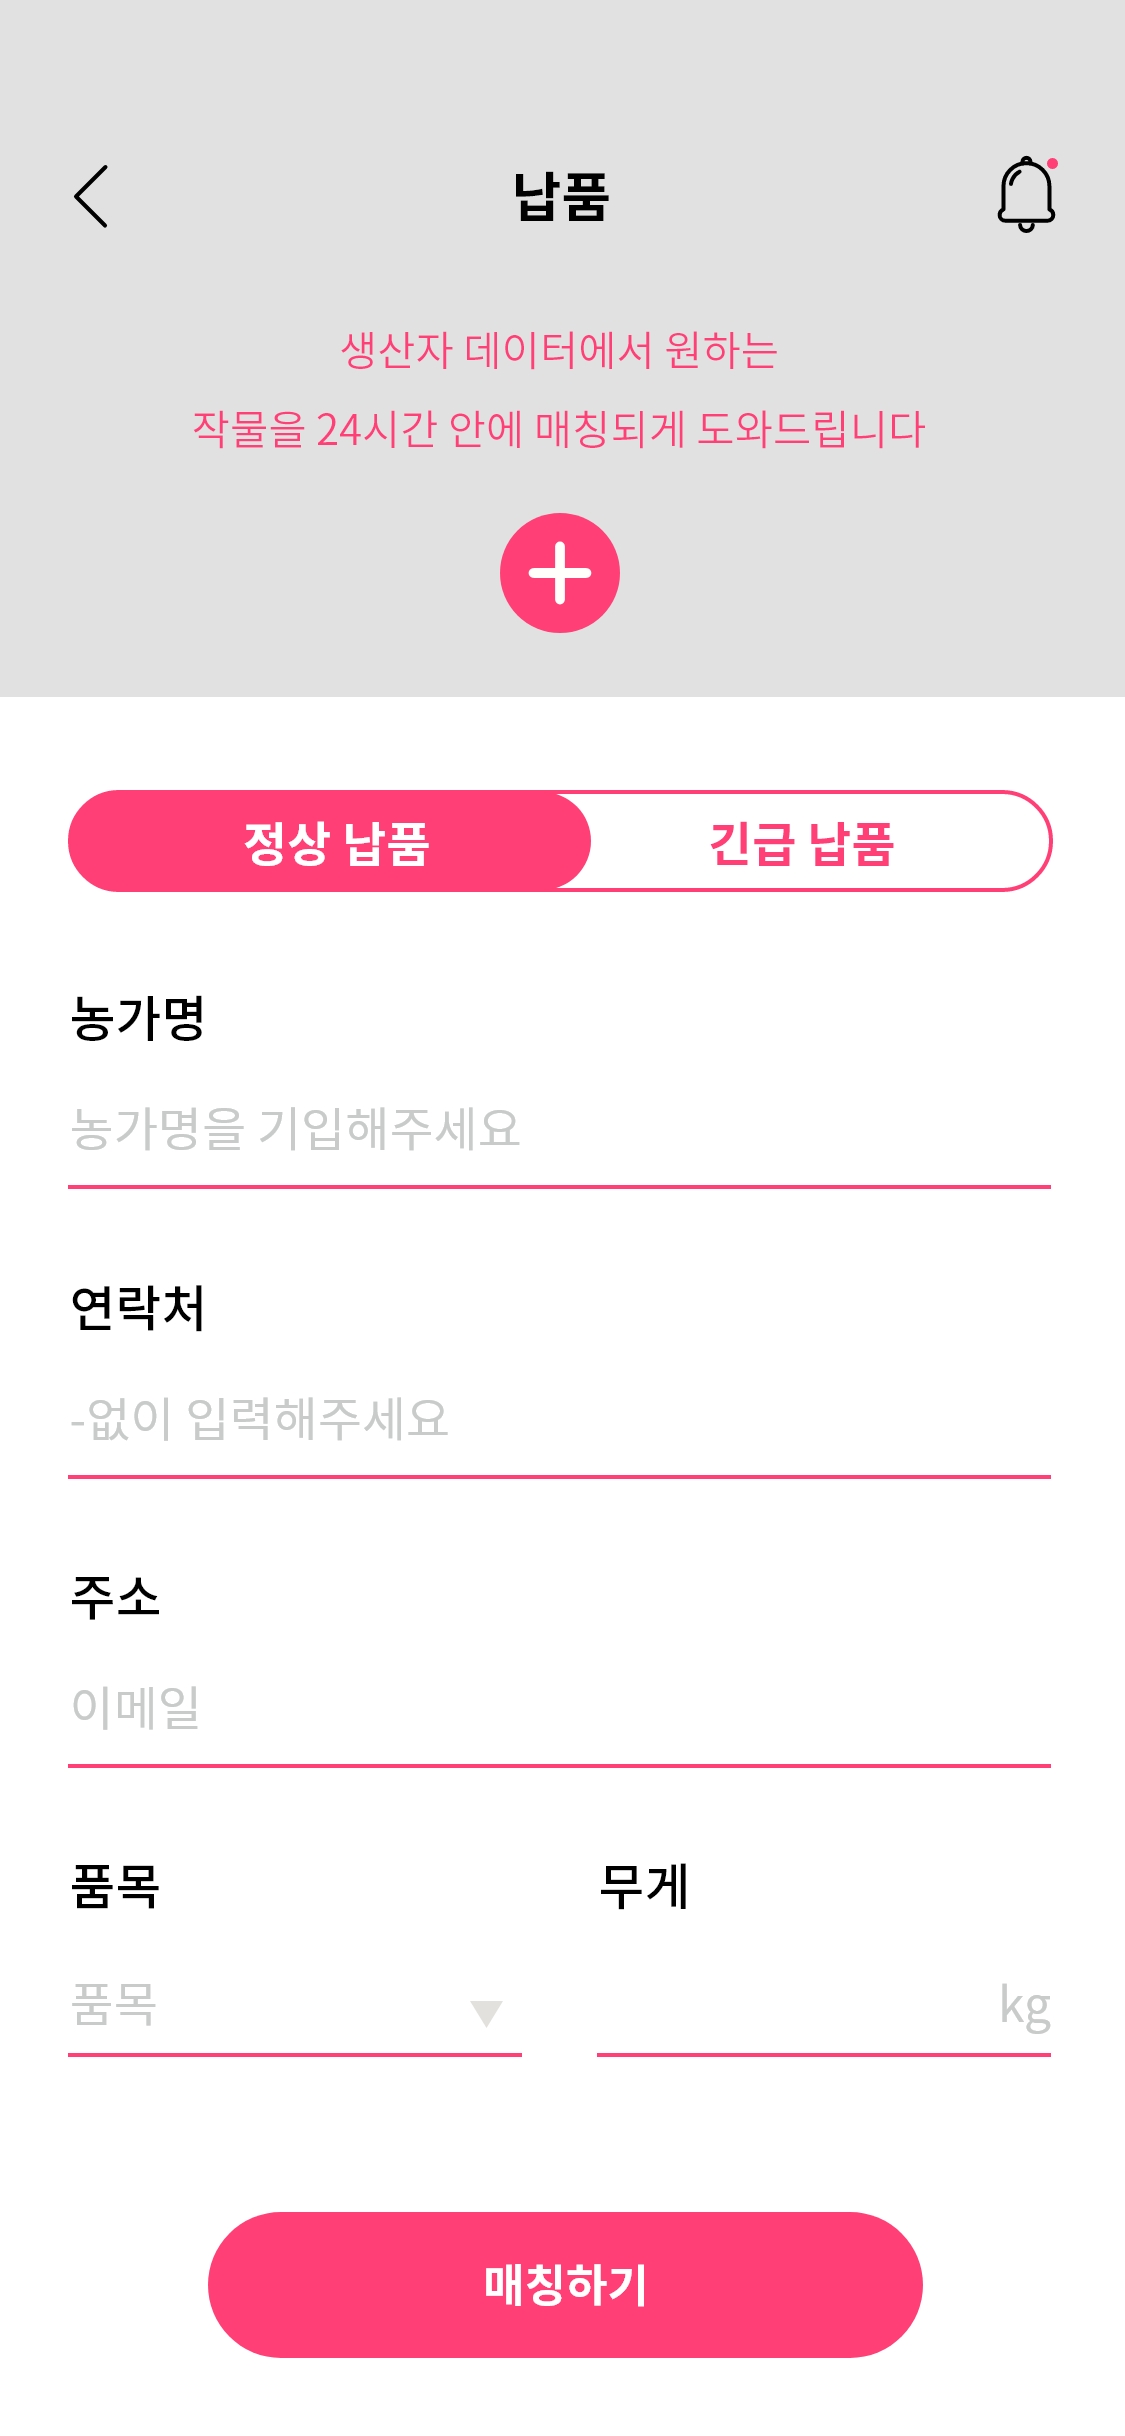 납품
생산자 데이터에서 원하는
작물을 24시간 안에 매칭되게 도와드립니다
정상 납품 긴급 납품
농가명
농가명을 기입해주세요
연락처
-없이 입력해주세요
주소
이메일
품목 무게
품목 kg
매칭하기